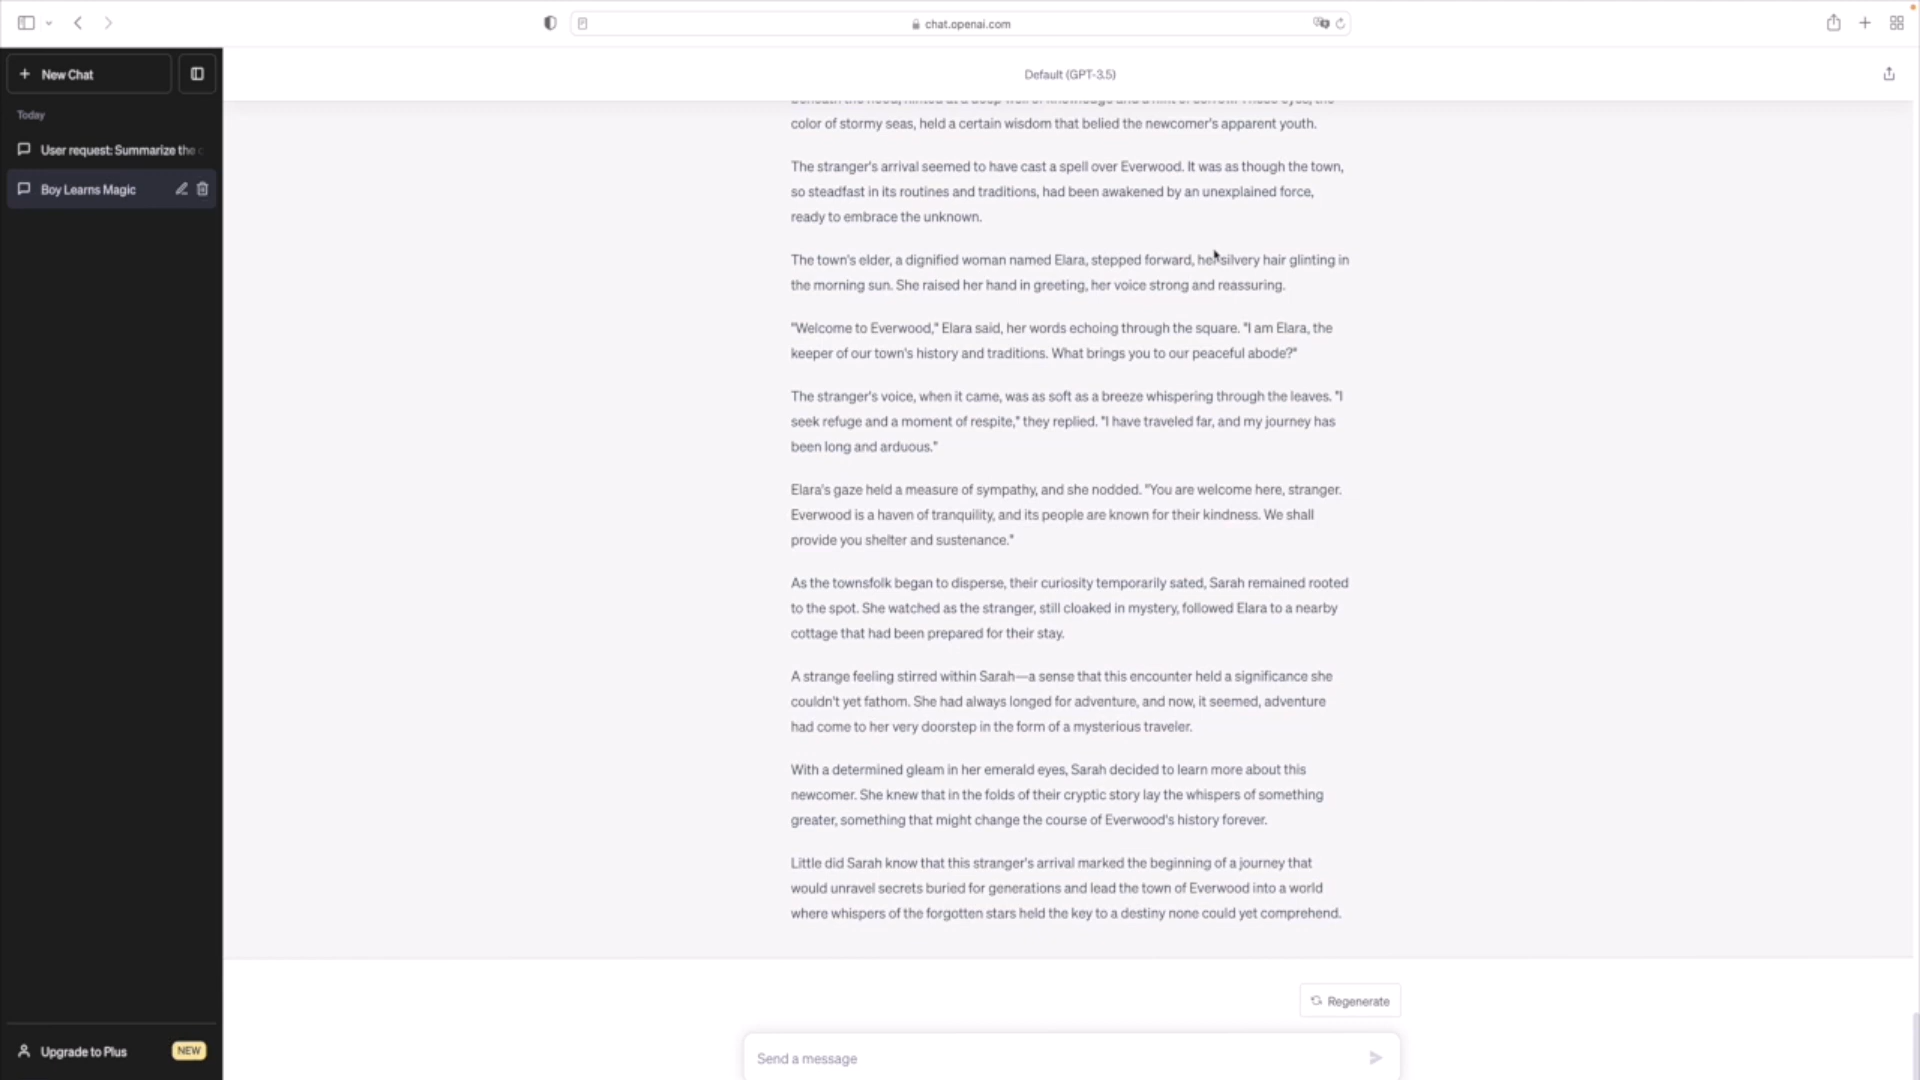 chat.openai.com
New Chat
Default (GPT-3.5)
Today
User request: Summarize the
Boy Learns Magic
color of stormy seas, held a certain wisdom that belied the newcomer's apparent youth.
The stranger's arrival seemed to have cast a spell over Everwood. It was as though the town,
so steadfast in its routines and traditions, had been awakened by an unexplained force,
ready to embrace the unknown.
The town's elder, a dignified woman named Elara, stepped forward, her silvery hair glinting in
the morning sun. She raised her hand in greeting, her voice strong and reassuring.
"Welcome to Everwood," Elara said, her words echoing through the square. "I am Elara, the
keeper of our town's history and traditions. What brings you to our peaceful abode?"
The stranger's voice, when it came, was as soft as a breeze whispering through the leaves. "I
seek refuge and a moment of respite," they replied. "I have traveled far, and my journey has
been long and arduous."
Elara's gaze held a measure of sympathy, and she nodded. "You are welcome here, stranger.
Everwood is a haven of tranquility, and its people are known for their kindness. We shall
provide you shelter and sustenance."
As the townsfolk began to disperse, their curiosity temporarily sated, Sarah remained rooted
to the spot. She watched as the stranger, still cloaked in mystery, followed Elara to a nearby
cottage that had been prepared for their stay.
A strange feeling stirred within Sarah—a sense that this encounter held a significance she
couldn't yet fathom. She had always longed for adventure, and now, it seemed, adventure
had come to her very doorstep in the form of a mysterious traveler.
With a determined gleam in her emerald eyes, Sarah decided to learn more about this
newcomer. She knew that in the folds of their cryptic story lay the whispers of something
greater, something that might change the course of Everwood's history forever.
Little did Sarah know that this stranger's arrival marked the beginning of a journey that
would unravel secrets buried for generations and lead the town of Everwood into a world
where whispers of the forgotten stars held the key to a destiny none could yet comprehend.
Regenerate
Upgrade to Plus
NEW
Send a message